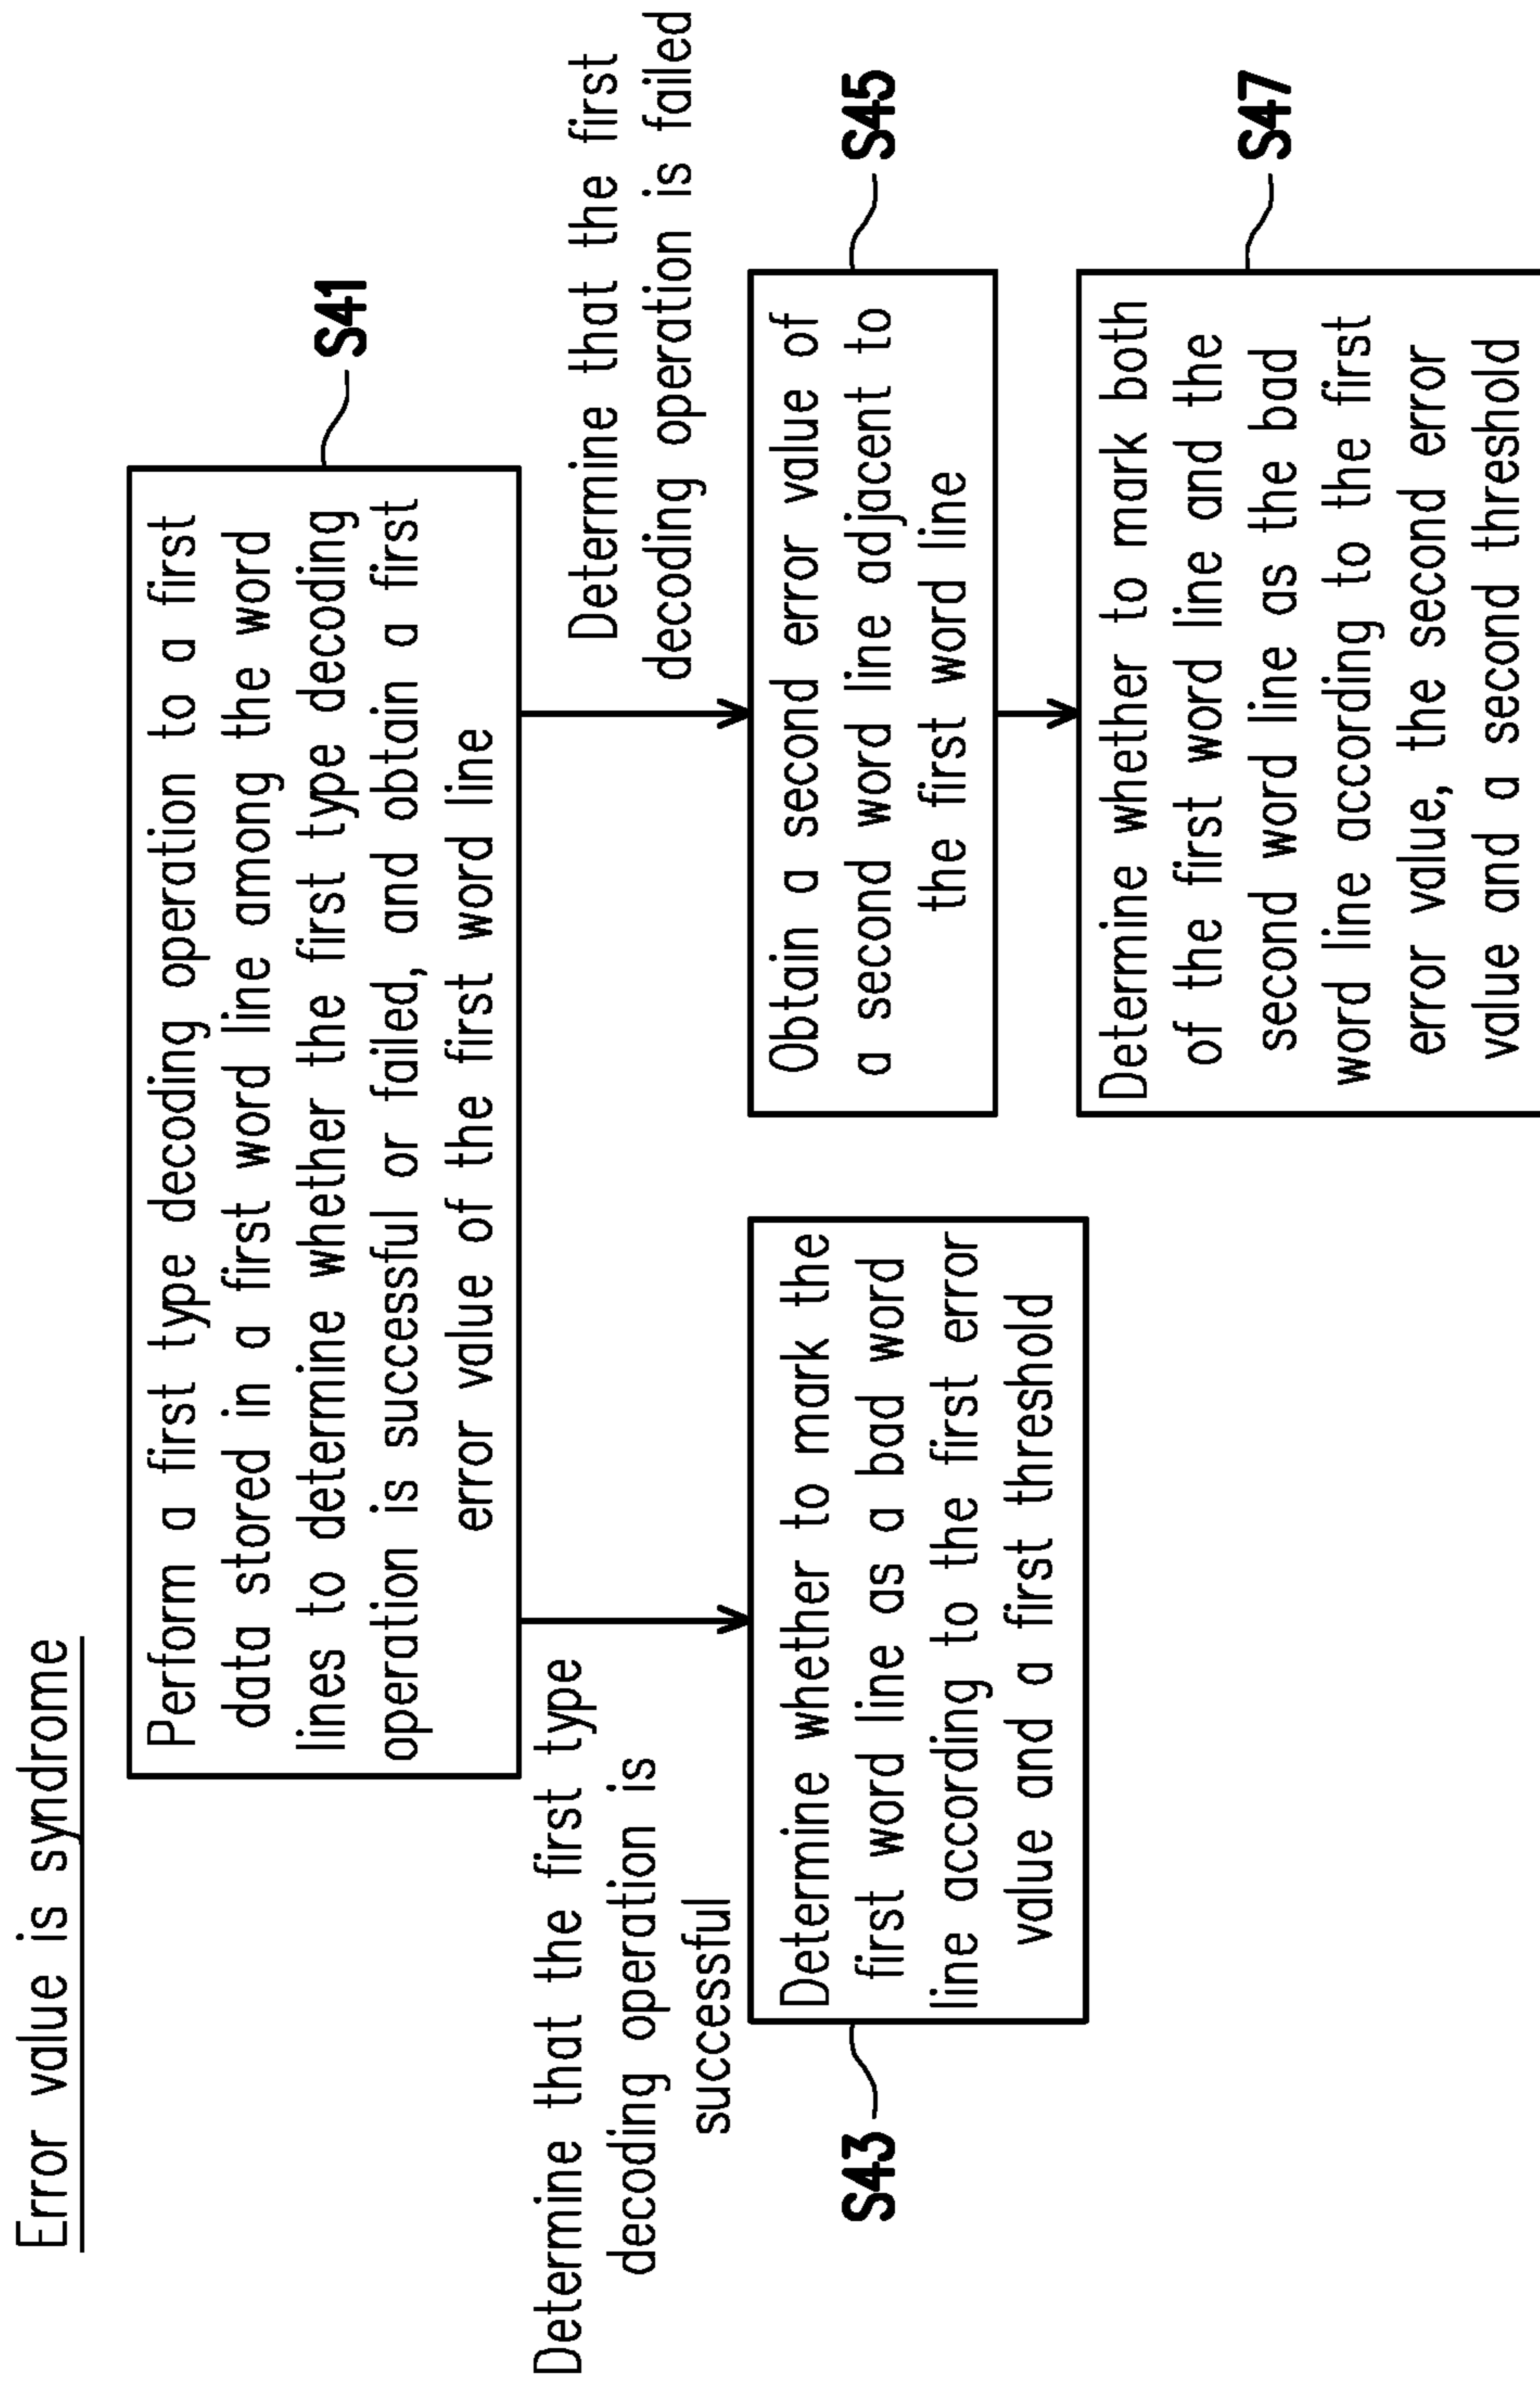 Error value is syndrome
Perform a first type decoding operation to a first
data stored in a first word line among the word
lines to determine whether the first type decoding
operation is successful or failed, and obtain a first
error value of the first word line
S41
Determine that the first type
decoding operation is
successful
Determine that the first
decoding operation is failed
S43
Determine whether to mark the
first word line as a bad word
line according to the first error
value and a first threshold
Obtain a second error value of
a second word line adjacent to
the first word line
S45
Determine whether to mark both
of the first word line and the
second word line as the bad
word line according to the first
error value, the second error
value and a second threshold
S47